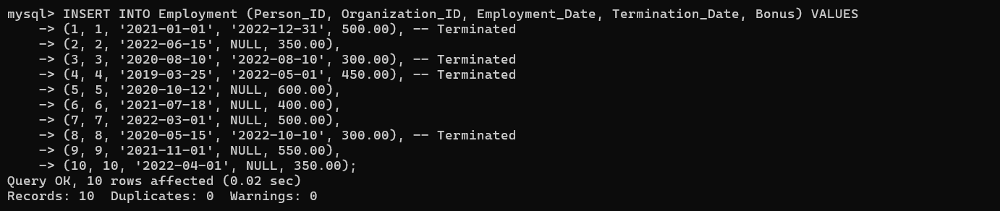 mysql> INSERT INTO Employment (Person_ID, Organization_ID, Employment_Date, Termination_Date, Bonus) VALUES
    -> (1, 1, '2021-01-01', '2022-12-31', 500.00), -- Terminated
    -> (2, 2, '2022-06-15', NULL, 350.00),
    -> (3, 3, '2020-08-10', '2022-08-10', 300.00), -- Terminated
    -> (4, 4, '2019-03-25', '2022-05-01', 450.00), -- Terminated
    -> (5, 5, '2020-10-12', NULL, 600.00),
    -> (6, 6, '2021-07-18', NULL, 400.00),
    -> (7, 7, '2022-03-01', NULL, 500.00),
    -> (8, 8, '2020-05-15', '2022-10-10', 300.00), -- Terminated
    -> (9, 9, '2021-11-01', NULL, 550.00),
    -> (10, 10, '2022-04-01', NULL, 350.00);
Query OK, 10 rows affected (0.02 sec)
Records: 10  Duplicates: 0  Warnings: 0